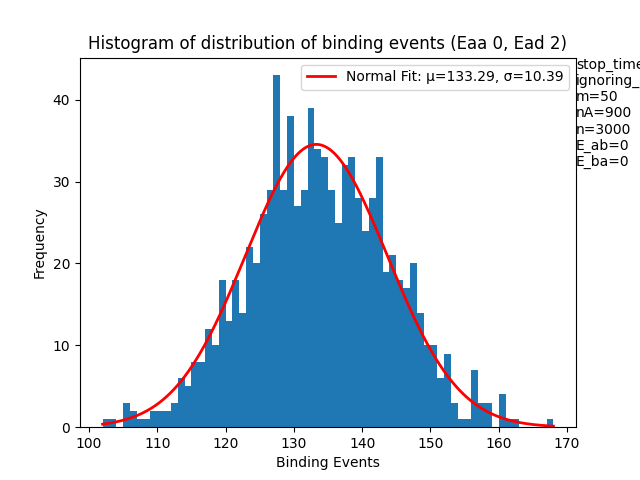 Histogram of distribution of binding events (Eaa 0, Ead 2)
Normal Fit: μ=133.29, σ=10.39
stop_time
ignoring_
m=50
nA=900
n=3000
E_ab=0
E_ba=0
40
30
20
10
0
Frequency
100 110 120 130 140 150 160 170
Binding Events